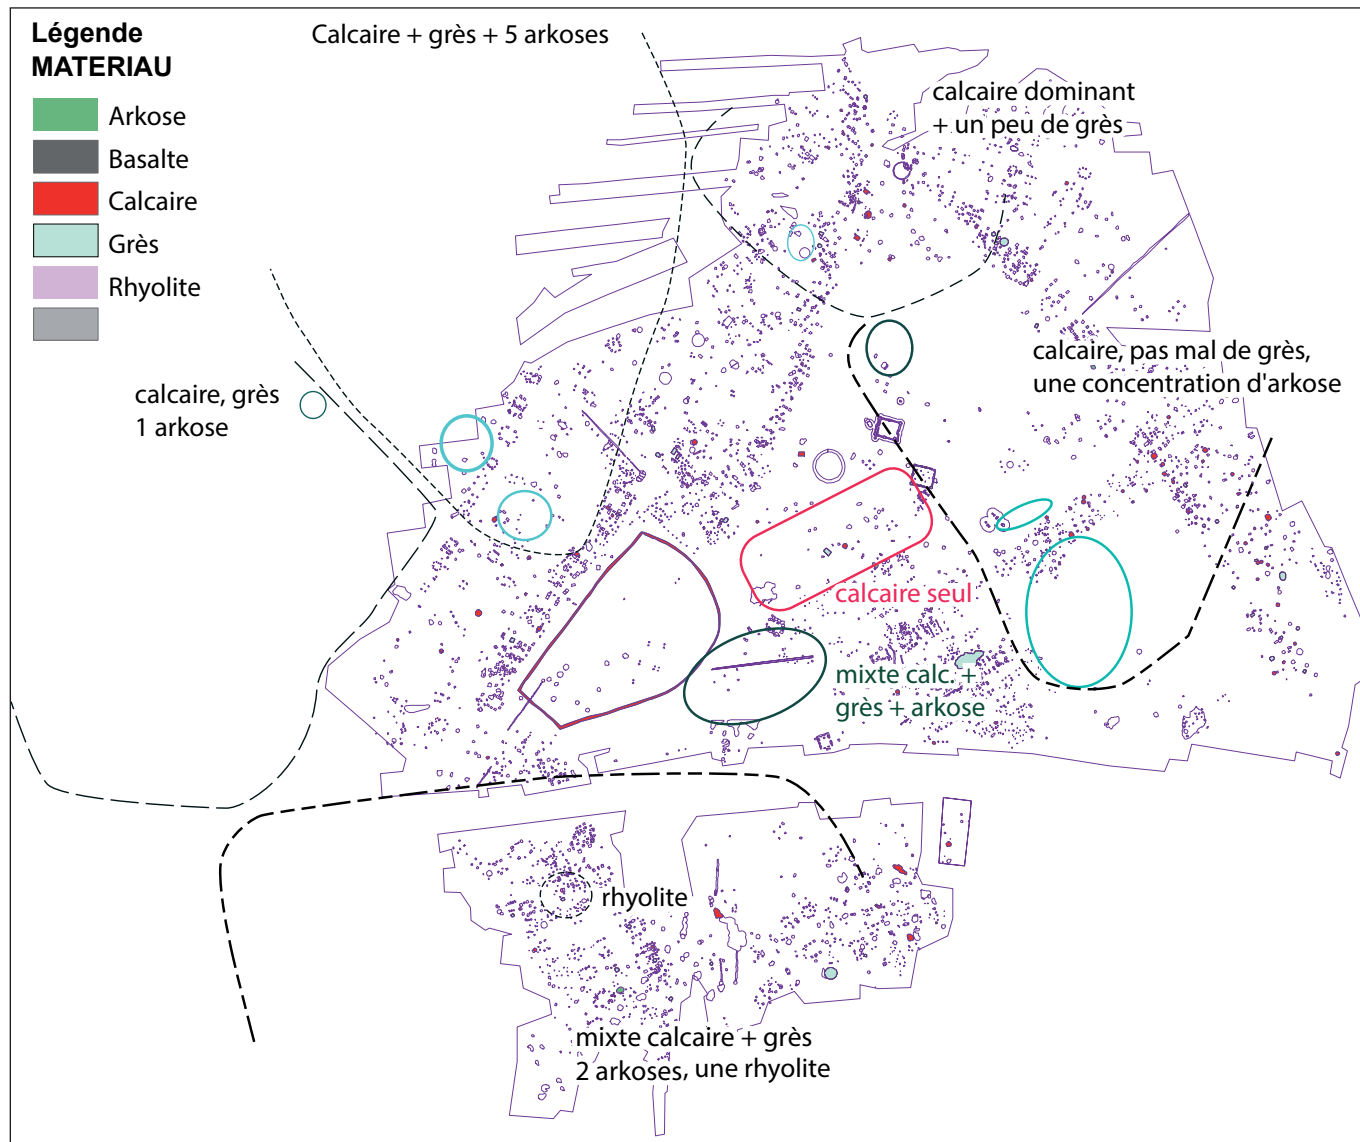 Légende
MATERIAU
Arkose
Basalte
Calcaire
Grès
Rhyolite
Calcaire + grès + 5 arkoses
calcaire dominant
+ un peu de grès
calcaire, pas mal de grès,
une concentration d'arkose
calcaire, grès
1 arkose
calcaire seul
mixte calc. +
grès + arkose
rhyolite
mixte calcaire + grès
2 arkoses, une rhyolite